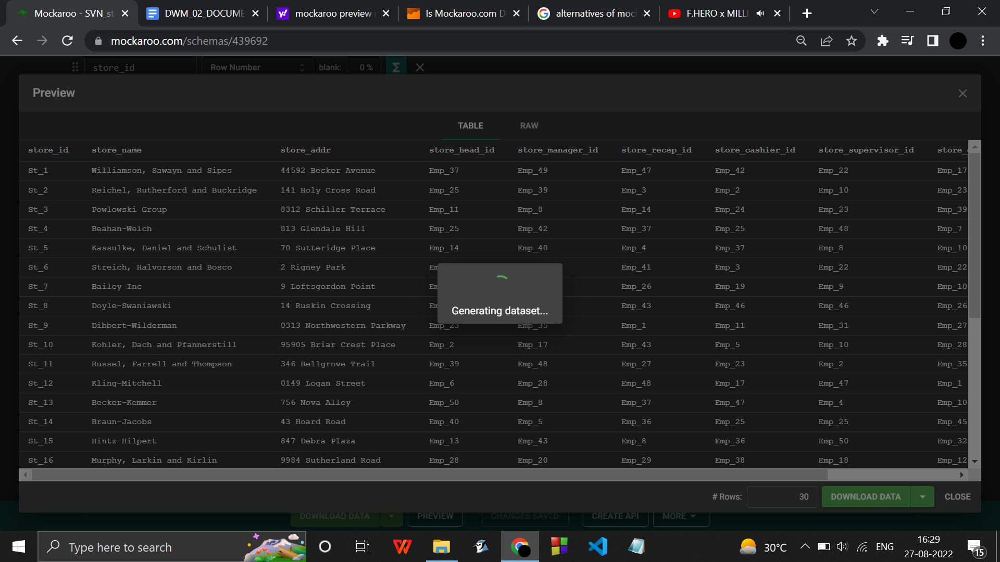 Mockaroo - SVN_st
DWM_02_DOCUME
mockaroo preview
Is Mockaroo.com D
alternatives of moc
F.HERO x MILLI
mockaroo.com/schemas/439692
store_id Row Number blank: 0 % Σ
Preview
TABLE RAW
store_id store_name store_addr store_head_id store_manager_id store_recep_id store_cashier_id store_supervisor_id store_
St_1 Williamson, Sawayn and Sipes 44592 Becker Avenue Emp_37 Emp_49 Emp_47 Emp_42 Emp_22 Emp_17
St_2 Reichel, Rutherford and Buckridge 141 Holy Cross Road Emp_25 Emp_39 Emp_3 Emp_2 Emp_10 Emp_23
St_3 Powlowski Group 8312 Schiller Terrace Emp_11 Emp_8 Emp_14 Emp_24 Emp_23 Emp_39
St_4 Beahan-Welch 813 Glendale Hill Emp_25 Emp_42 Emp_37 Emp_25 Emp_48 Emp_7
St_5 Kassulke, Daniel and Schulist 70 Sutteridge Place Emp_14 Emp_40 Emp_4 Emp_37 Emp_8 Emp_10
St_6 Streich, Halvorson and Bosco 2 Rigney Park Em Emp_41 Emp_3 Emp_22 Emp_22
St_7 Bailey Inc 9 Loftsgordon Point Em Emp_26 Emp_19 Emp_9 Emp_10
St_8 Doyle-Swaniawski 14 Ruskin Crossing Em Emp_43 Emp_46 Emp_46 Emp_26
Generating dataset...
St_9 Dibbert-Wilderman 0313 Northwestern Parkway Emp_23 Emp_35 Emp_1 Emp_11 Emp_31 Emp_27
St_10 Kohler, Dach and Pfannerstill 95905 Briar Crest Place Emp_2 Emp_17 Emp_43 Emp_5 Emp_10 Emp_28
St_11 Russel, Farrell and Thompson 346 Bellgrove Trail Emp_39 Emp_48 Emp_27 Emp_23 Emp_2 Emp_35
St_12 Kling-Mitchell 0149 Logan Street Emp_6 Emp_28 Emp_48 Emp_17 Emp_47 Emp_1
St_13 Becker-Kemmer 756 Nova Alley Emp_50 Emp_8 Emp_37 Emp_47 Emp_4 Emp_10
St_14 Braun-Jacobs 43 Hoard Road Emp_40 Emp_5 Emp_36 Emp_25 Emp_25 Emp_45
St_15 Hintz-Hilpert 847 Debra Plaza Emp_13 Emp_43 Emp_8 Emp_36 Emp_50 Emp_32
St_16 Murphy, Larkin and Kirlin 9984 Sutherland Road Emp_28 Emp_20 Emp_29 Emp_38 Emp_18 Emp_12
# Rows: 30 DOWNLOAD DATA CLOSE
DOWNLOAD DATA PREVIEW CHANGES SAVED CREATE API MORE
Type here to search
30°C ENG
16:29
27-08-2022
15